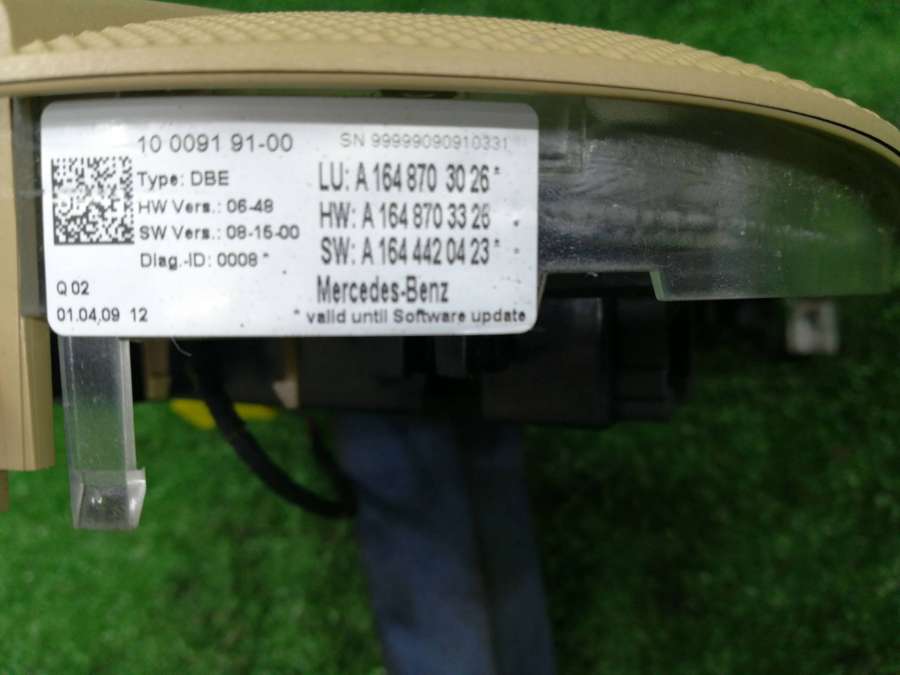 10 0091 91-00
SN 99999090910331
Type: DBE
HW Vers.: 06-48
SW Vers.: 08-15-00
Diag.-ID: 0008 *
LU: A 164 870 30 26 *
HW: A 164 870 33 26
SW: A 164 442 04 23 *
Mercedes-Benz
Q 02
01.04,09 12
* valid until Software update